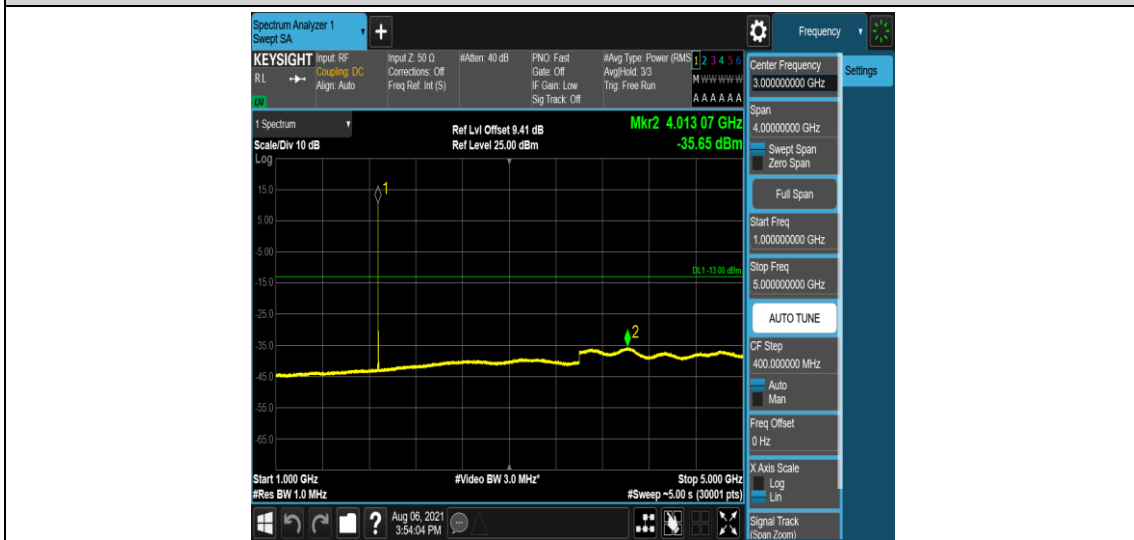 Spectrum Analyzer 1
Swept SA
+
Frequency
KEYSIGHT
RL
LXI
Input: RF
Coupling: DC
Align: Auto
Input Z: 50 Ω
Corrections: Off
Freq Ref: Int (S)
#Atten: 40 dB
PNO: Fast
Gate: Off
IF Gain: Low
Sig Track: Off
#Avg Type: Power (RMS
Avg|Hold: 3/3
Trig: Free Run
1 2 3 4 5 6
M W W W W W
A A A A A A
Center Frequency
3.000000000 GHz
Settings
1 Spectrum
Scale/Div 10 dB
Ref Lvl Offset 9.41 dB
Ref Level 25.00 dBm
Mkr2 4.013 07 GHz
-35.65 dBm
Log
15.0
5.00
-5.00
-15.0
-25.0
-35.0
-45.0
-55.0
-65.0
1
2
DL1 -13.00 dBm
Start 1.000 GHz
#Res BW 1.0 MHz
#Video BW 3.0 MHz*
Stop 5.000 GHz
#Sweep ~5.00 s (30001 pts)
Span
4.00000000 GHz
Swept Span
Zero Span
Full Span
Start Freq
1.000000000 GHz
Stop Freq
5.000000000 GHz
AUTO TUNE
CF Step
400.000000 MHz
Auto
Man
Freq Offset
0 Hz
X Axis Scale
Log
Lin
Signal Track
(Span Zoom)
?
Aug 06, 2021
3:54:04 PM